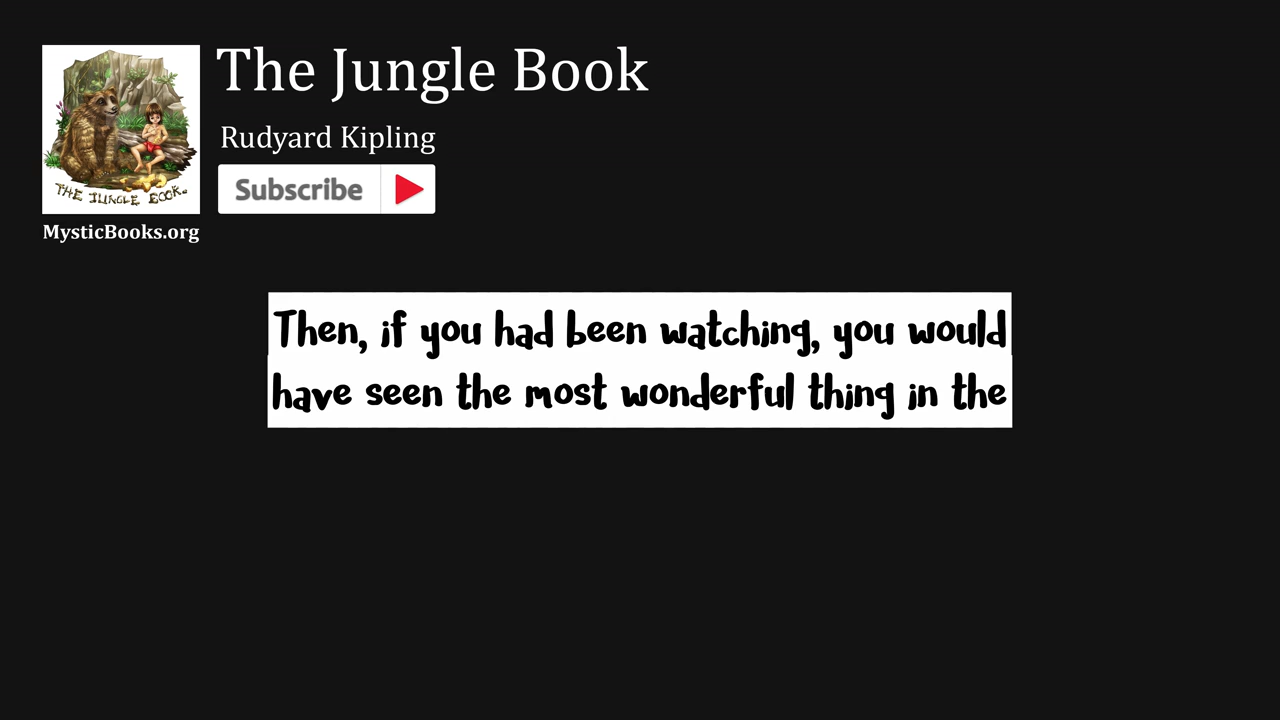 The Jungle Book
Rudyard Kipling
Subscribe
THE JUNGLE BOOK.
MysticBooks.org
Then, if you had been watching, you would
have seen the most wonderful thing in the